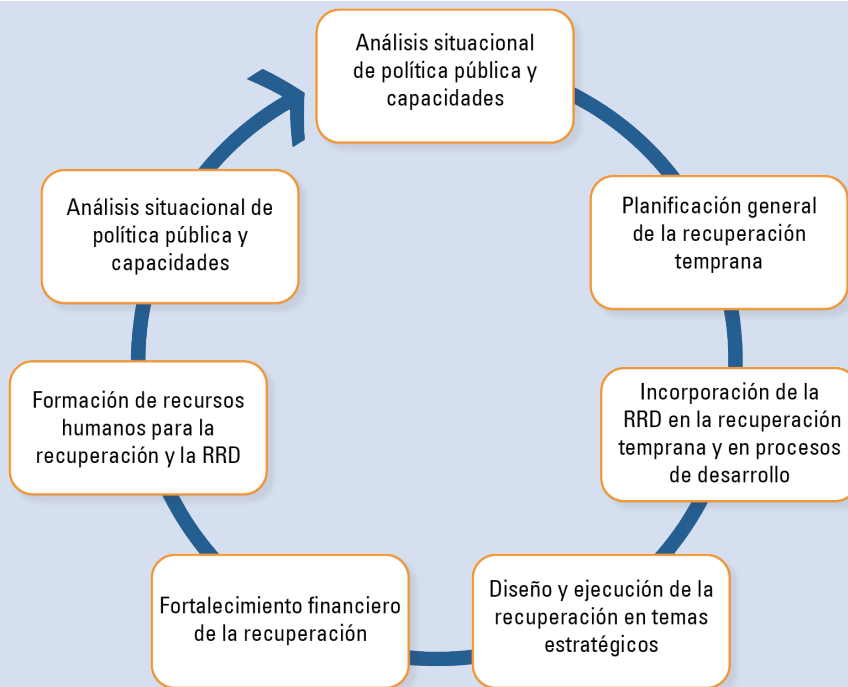 Análisis situacional
de política pública y
capacidades
Planificación general
de la recuperación
temprana
Incorporación de la
RRD en la recuperación
temprana y en procesos
de desarrollo
Diseño y ejecución de la
recuperación en temas
estratégicos
Fortalecimiento financiero
de la recuperación
Formación de recursos
humanos para la
recuperación y la RRD
Análisis situacional de
política pública y
capacidades